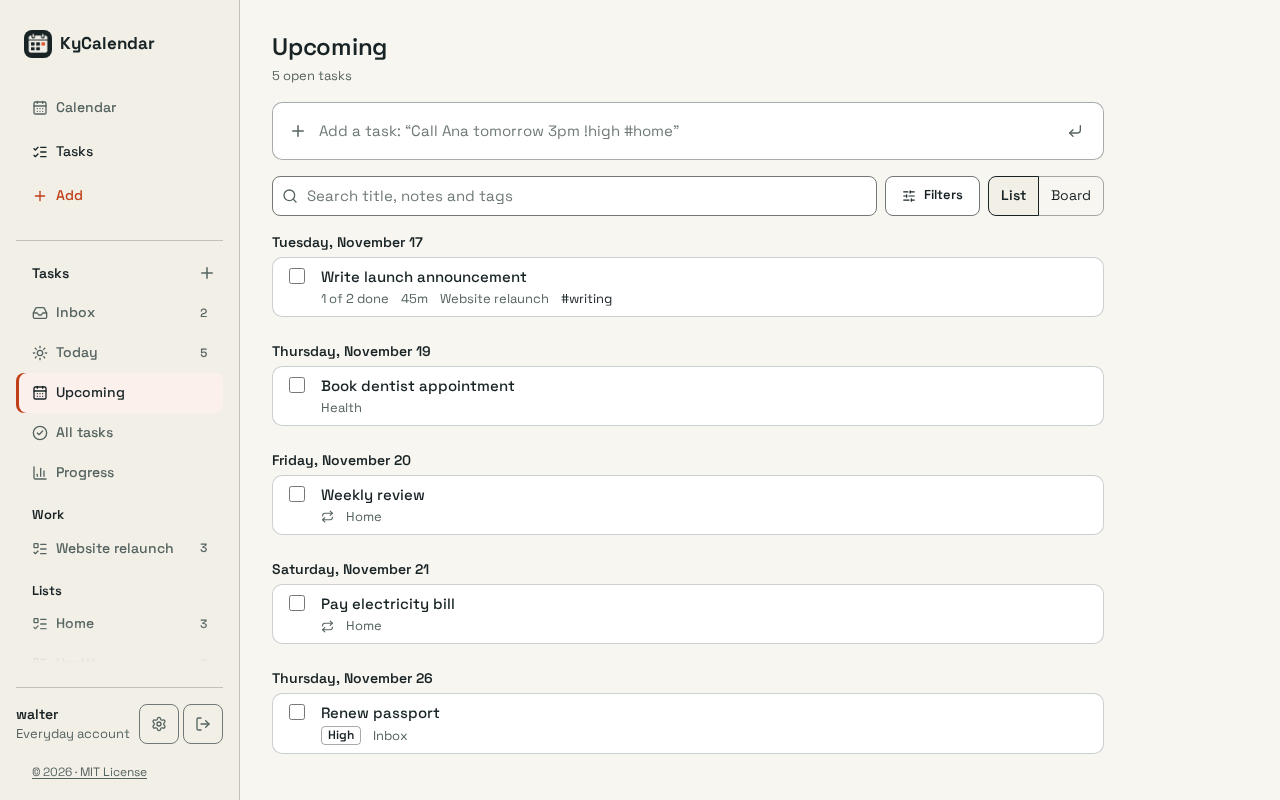 KyCalendar
Calendar
Tasks
Add
Tasks
Inbox 2
Today 5
Upcoming
All tasks
Progress
Work
Website relaunch 3
Lists
Home 3
walter
Everyday account
© 2026 · MIT License
Upcoming
5 open tasks
Add a task: “Call Ana tomorrow 3pm !high #home”
Search title, notes and tags
Filters
List
Board
Tuesday, November 17
Write launch announcement
1 of 2 done 45m Website relaunch #writing
Thursday, November 19
Book dentist appointment
Health
Friday, November 20
Weekly review
Home
Saturday, November 21
Pay electricity bill
Home
Thursday, November 26
Renew passport
High Inbox